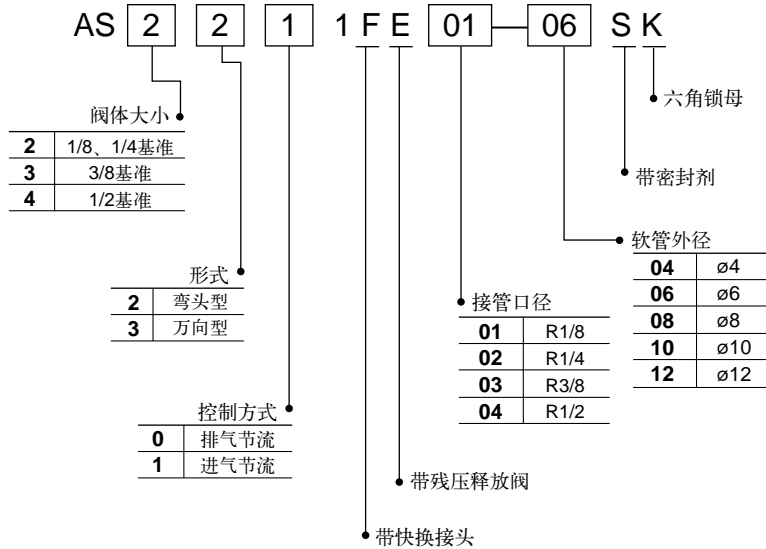 AS 2 2 1 1 F E 01 06 S K
六角锁母
阀体大小
2 1/8、1/4基准
3 3/8基准
4 1/2基准
带密封剂
软管外径
04 ø4
06 ø6
08 ø8
10 ø10
12 ø12
形式
2 弯头型
3 万向型
接管口径
01 R1/8
02 R1/4
03 R3/8
04 R1/2
控制方式
0 排气节流
1 进气节流
带残压释放阀
带快换接头